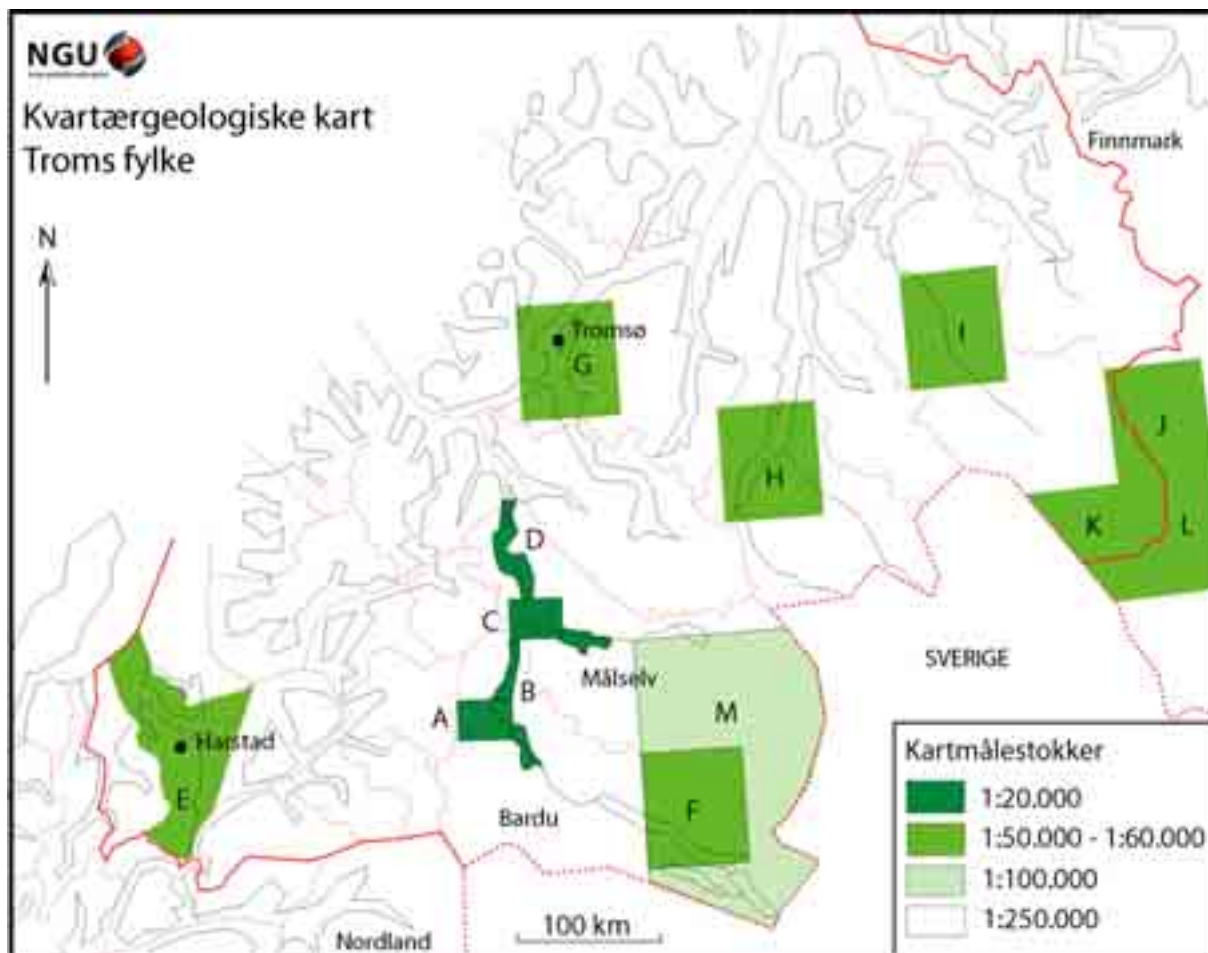 NGU
Kvartærgeologiske kart
Troms fylke
N
Finnmark
Tromsø
G
I
J
H
K
L
D
C
SVERIGE
Målselv
B
A
M
Harstad
E
F
Bardu
Nordland
100 km
Kartmålestokker
1:20.000
1:50.000 - 1:60.000
1:100.000
1:250.000